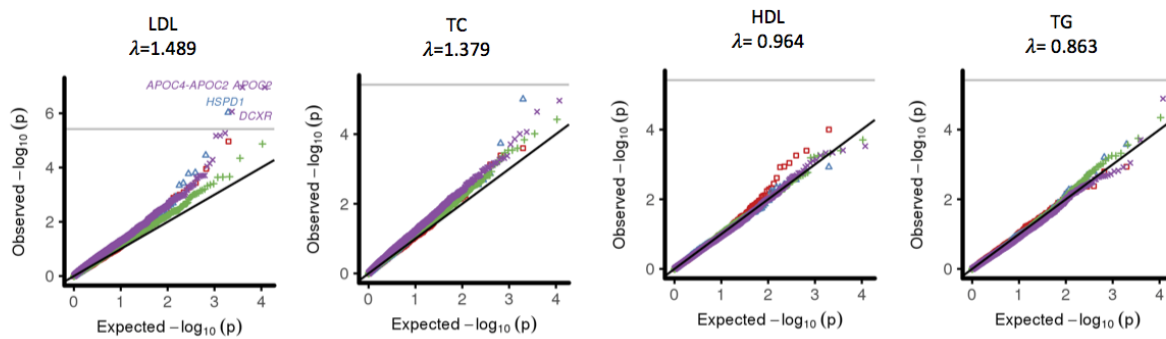 LDL
λ=1.489
APOC4-APOC2 APOC2
HSPD1
DCXR
Observed −log10 (p)
6
4
2
0
0 1 2 3 4
Expected −log10 (p)
TC
λ=1.379
Observed −log10 (p)
4
2
0
0 1 2 3 4
Expected −log10 (p)
HDL
λ= 0.964
Observed −log10 (p)
4
2
0
0 1 2 3 4
Expected −log10 (p)
TG
λ= 0.863
Observed −log10 (p)
4
2
0
0 1 2 3 4
Expected −log10 (p)